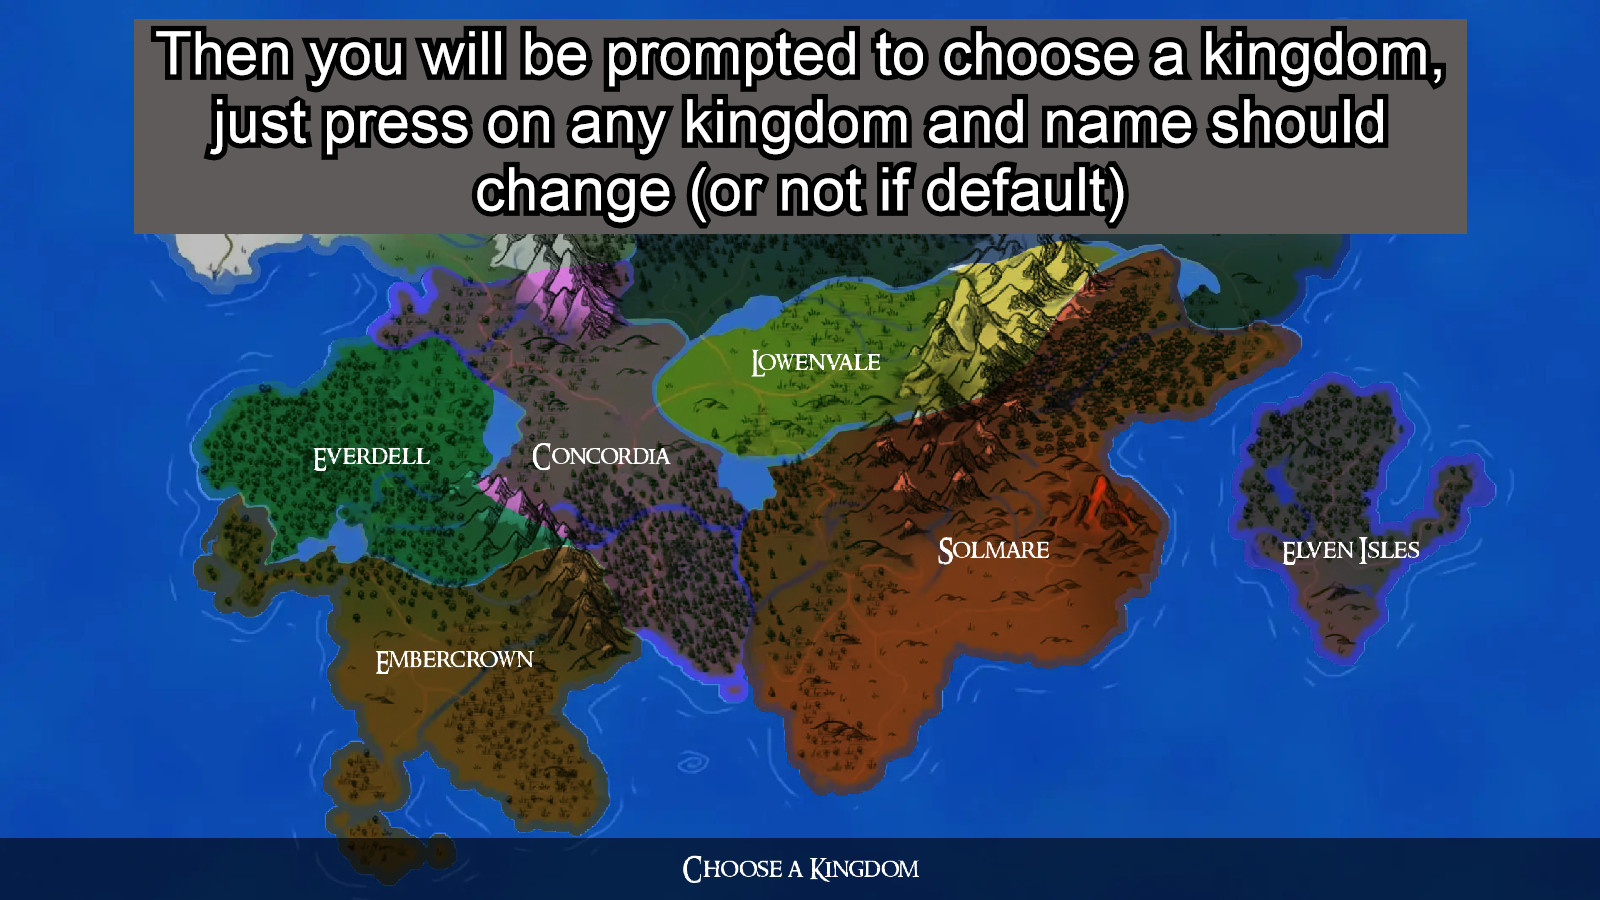 Then you will be prompted to choose a kingdom,
just press on any kingdom and name should
change (or not if default)
Lowenvale
Everdell
Concordia
Solmare
Elven Isles
Embercrown
Choose a Kingdom